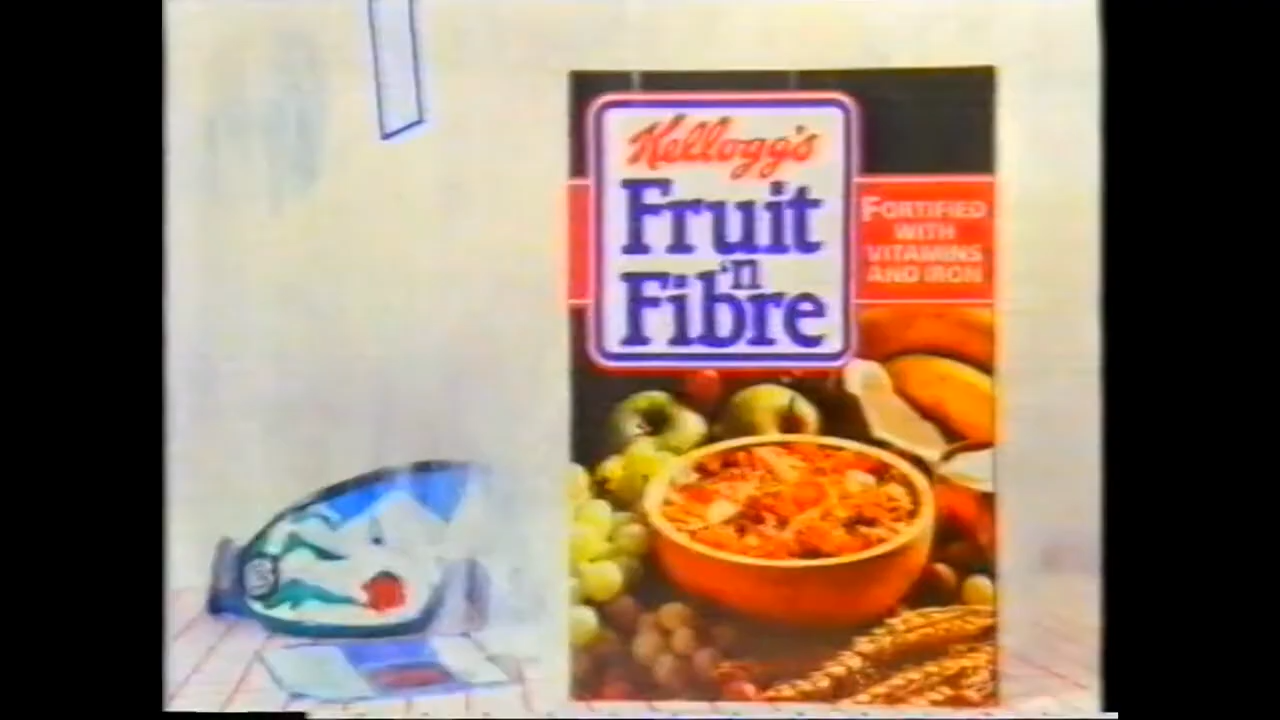 Kellogg's
Fruit
'n
Fibre
FORTIFIED
WITH
VITAMINS
AND IRON